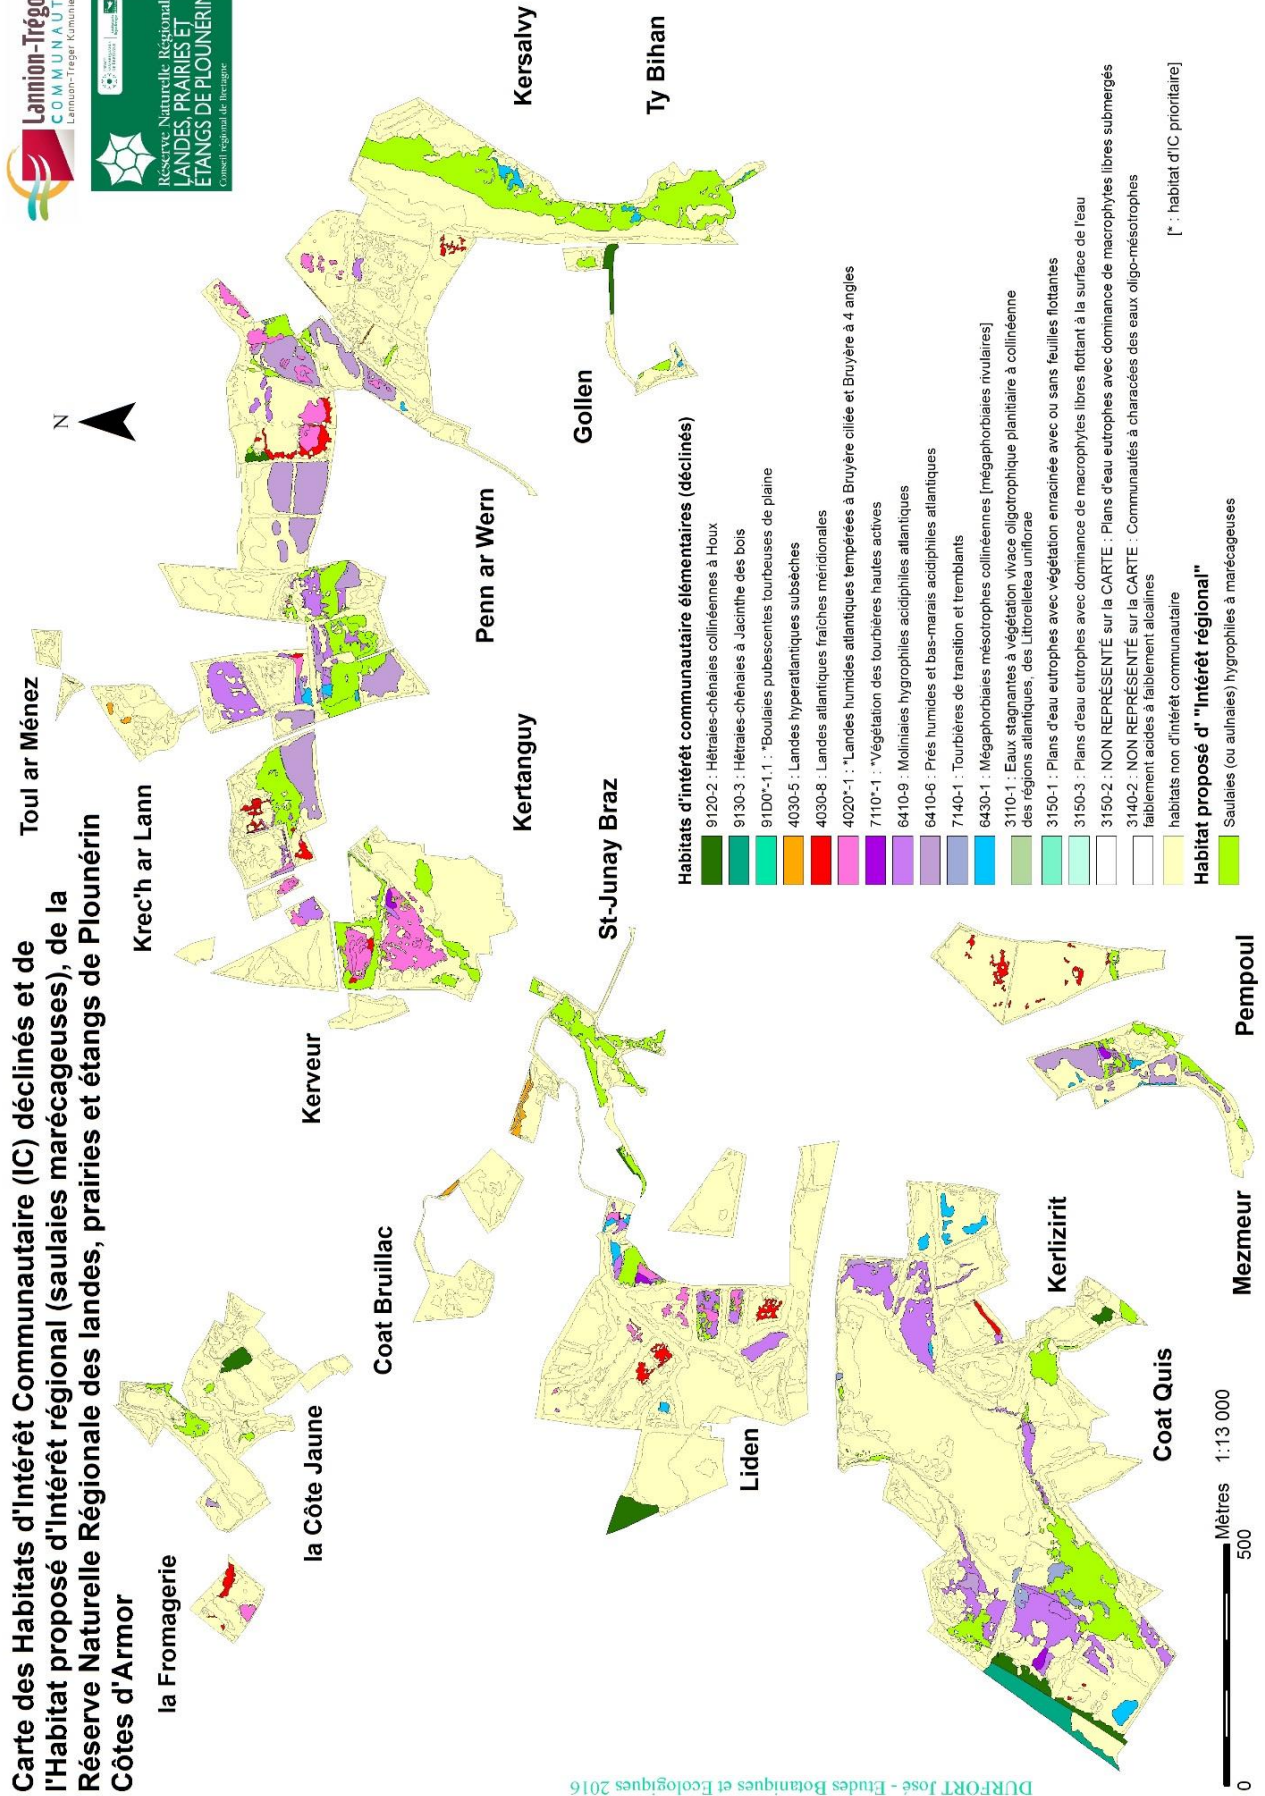 Carte des Habitats d'Intérêt Communautaire (IC) déclinés et de
l'Habitat proposé d'Intérêt régional (saulaies marécageuses), de la
Réserve Naturelle Régionale des landes, prairies et étangs de Plounérin
Côtes d'Armor
Lannion-Trégo
COMMUNAUT
Lannuon-Treger Kumunie
Réserve Naturelle Régional
LANDES, PRAIRIES ET
ETANGS DE PLOUNÉRIN
Conseil régional de Bretagne
N
Toul ar Ménez
Krec'h ar Lann
Kersalvy
Ty Bihan
Gollen
Penn ar Wern
Kertanguy
St-Junay Braz
Kerveur
Coat Bruillac
la Côte Jaune
la Fromagerie
Liden
Kerlizirit
Coat Quis
Mezmeur
Pempoul
Habitats d'intérêt communautaire élémentaires (déclinés)
9120-2 : Hêtraies-chênaies collinéennes à Houx
9130-3 : Hêtraies-chênaies à Jacinthe des bois
91D0*-1.1 : *Boulaies pubescentes tourbeuses de plaine
4030-5 : Landes hyperatlantiques subsèches
4030-8 : Landes atlantiques fraîches méridionales
4020*-1 : *Landes humides atlantiques tempérées à Bruyère ciliée et Bruyère à 4 angles
7110*-1 : *Végétation des tourbières hautes actives
6410-9 : Moliniaies hygrophiles acidiphiles atlantiques
6410-6 : Prés humides et bas-marais acidiphiles atlantiques
7140-1 : Tourbières de transition et tremblants
6430-1 : Mégaphorbiaies mésotrophes collinéennes [mégaphorbiaies rivulaires]
3110-1 : Eaux stagnantes à végétation vivace oligotrophique planitiaire à collinéenne
des régions atlantiques, des Littorelletea uniflorae
3150-1 : Plans d'eau eutrophes avec végétation enracinée avec ou sans feuilles flottantes
3150-3 : Plans d'eau eutrophes avec dominance de macrophytes libres flottant à la surface de l'eau
3150-2 : NON REPRÉSENTÉ sur la CARTE : Plans d'eau eutrophes avec dominance de macrophytes libres submergés
3140-2 : NON REPRÉSENTÉ sur la CARTE : Communautés à characées des eaux oligo-mésotrophes
faiblement acides à faiblement alcalines
habitats non d'intérêt communautaire
[* : habitat d'IC prioritaire]
Habitat proposé d' "Intérêt régional"
Saulaies (ou aulnaies) hygrophiles à marécageuses
0
500
Mètres
1:13 000
DURFORT José - Etudes Botaniques et Ecologiques 2016